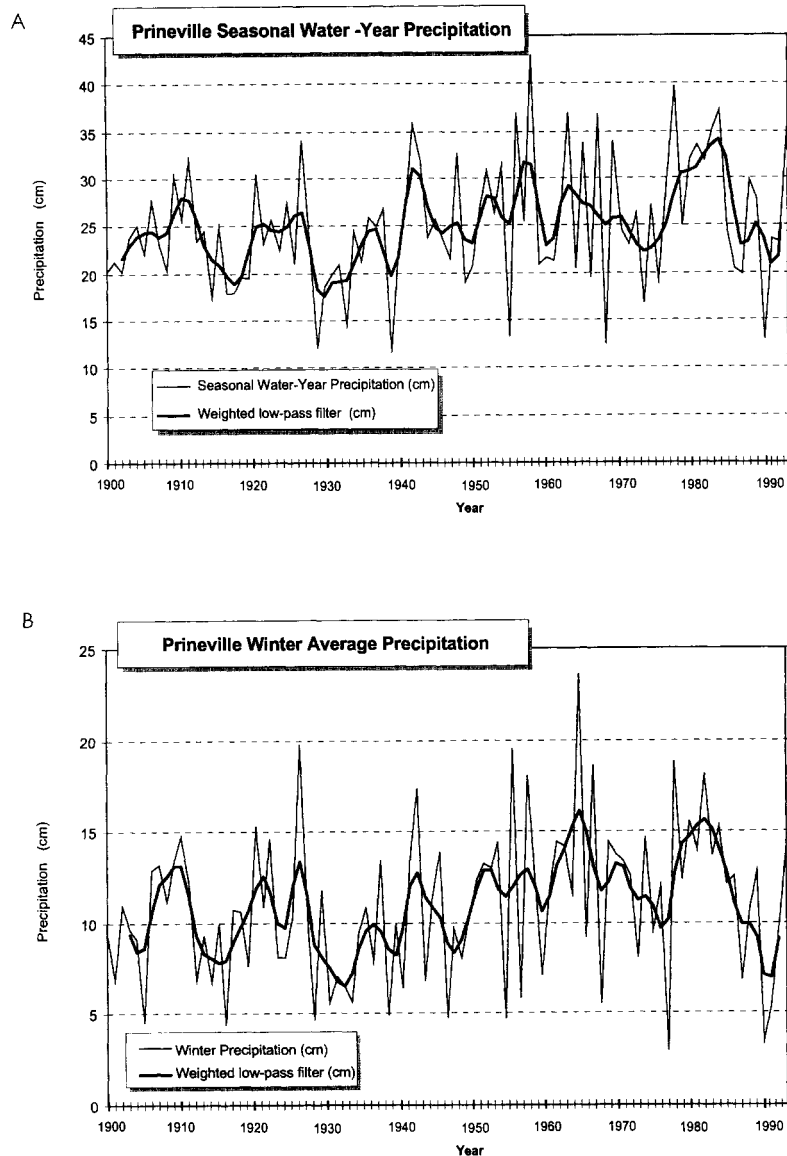 A
Prineville Seasonal Water -Year Precipitation
45
40
35
30
25
20
15
10
5
0
Precipitation (cm)
Seasonal Water-Year Precipitation (cm)
Weighted low-pass filter (cm)
1900 1910 1920 1930 1940 1950 1960 1970 1980 1990
Year
B
Prineville Winter Average Precipitation
25
20
15
10
5
0
Precipitation (cm)
Winter Precipitation (cm)
Weighted low-pass filter (cm)
1900 1910 1920 1930 1940 1950 1960 1970 1980 1990
Year